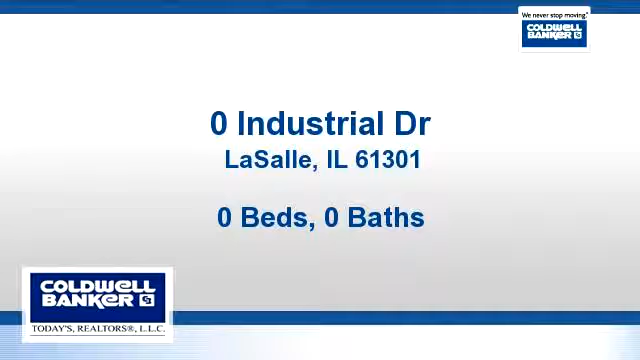 We never stop moving.®
COLDWELL
BANKER
0 Industrial Dr
LaSalle, IL 61301
0 Beds, 0 Baths
COLDWELL
BANKER
TODAY'S, REALTORS®, L.L.C.